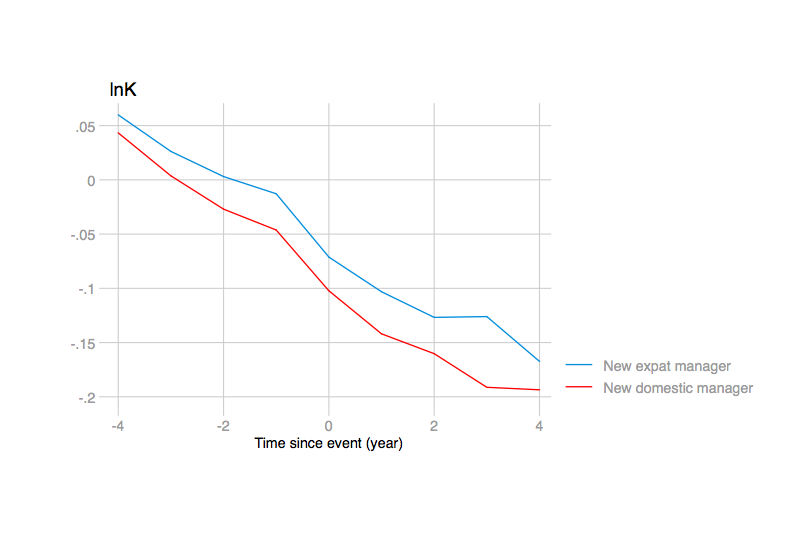 lnK
.05
0
-.05
-.1
-.15
-.2
-4 -2 0 2 4
Time since event (year)
New expat manager
New domestic manager